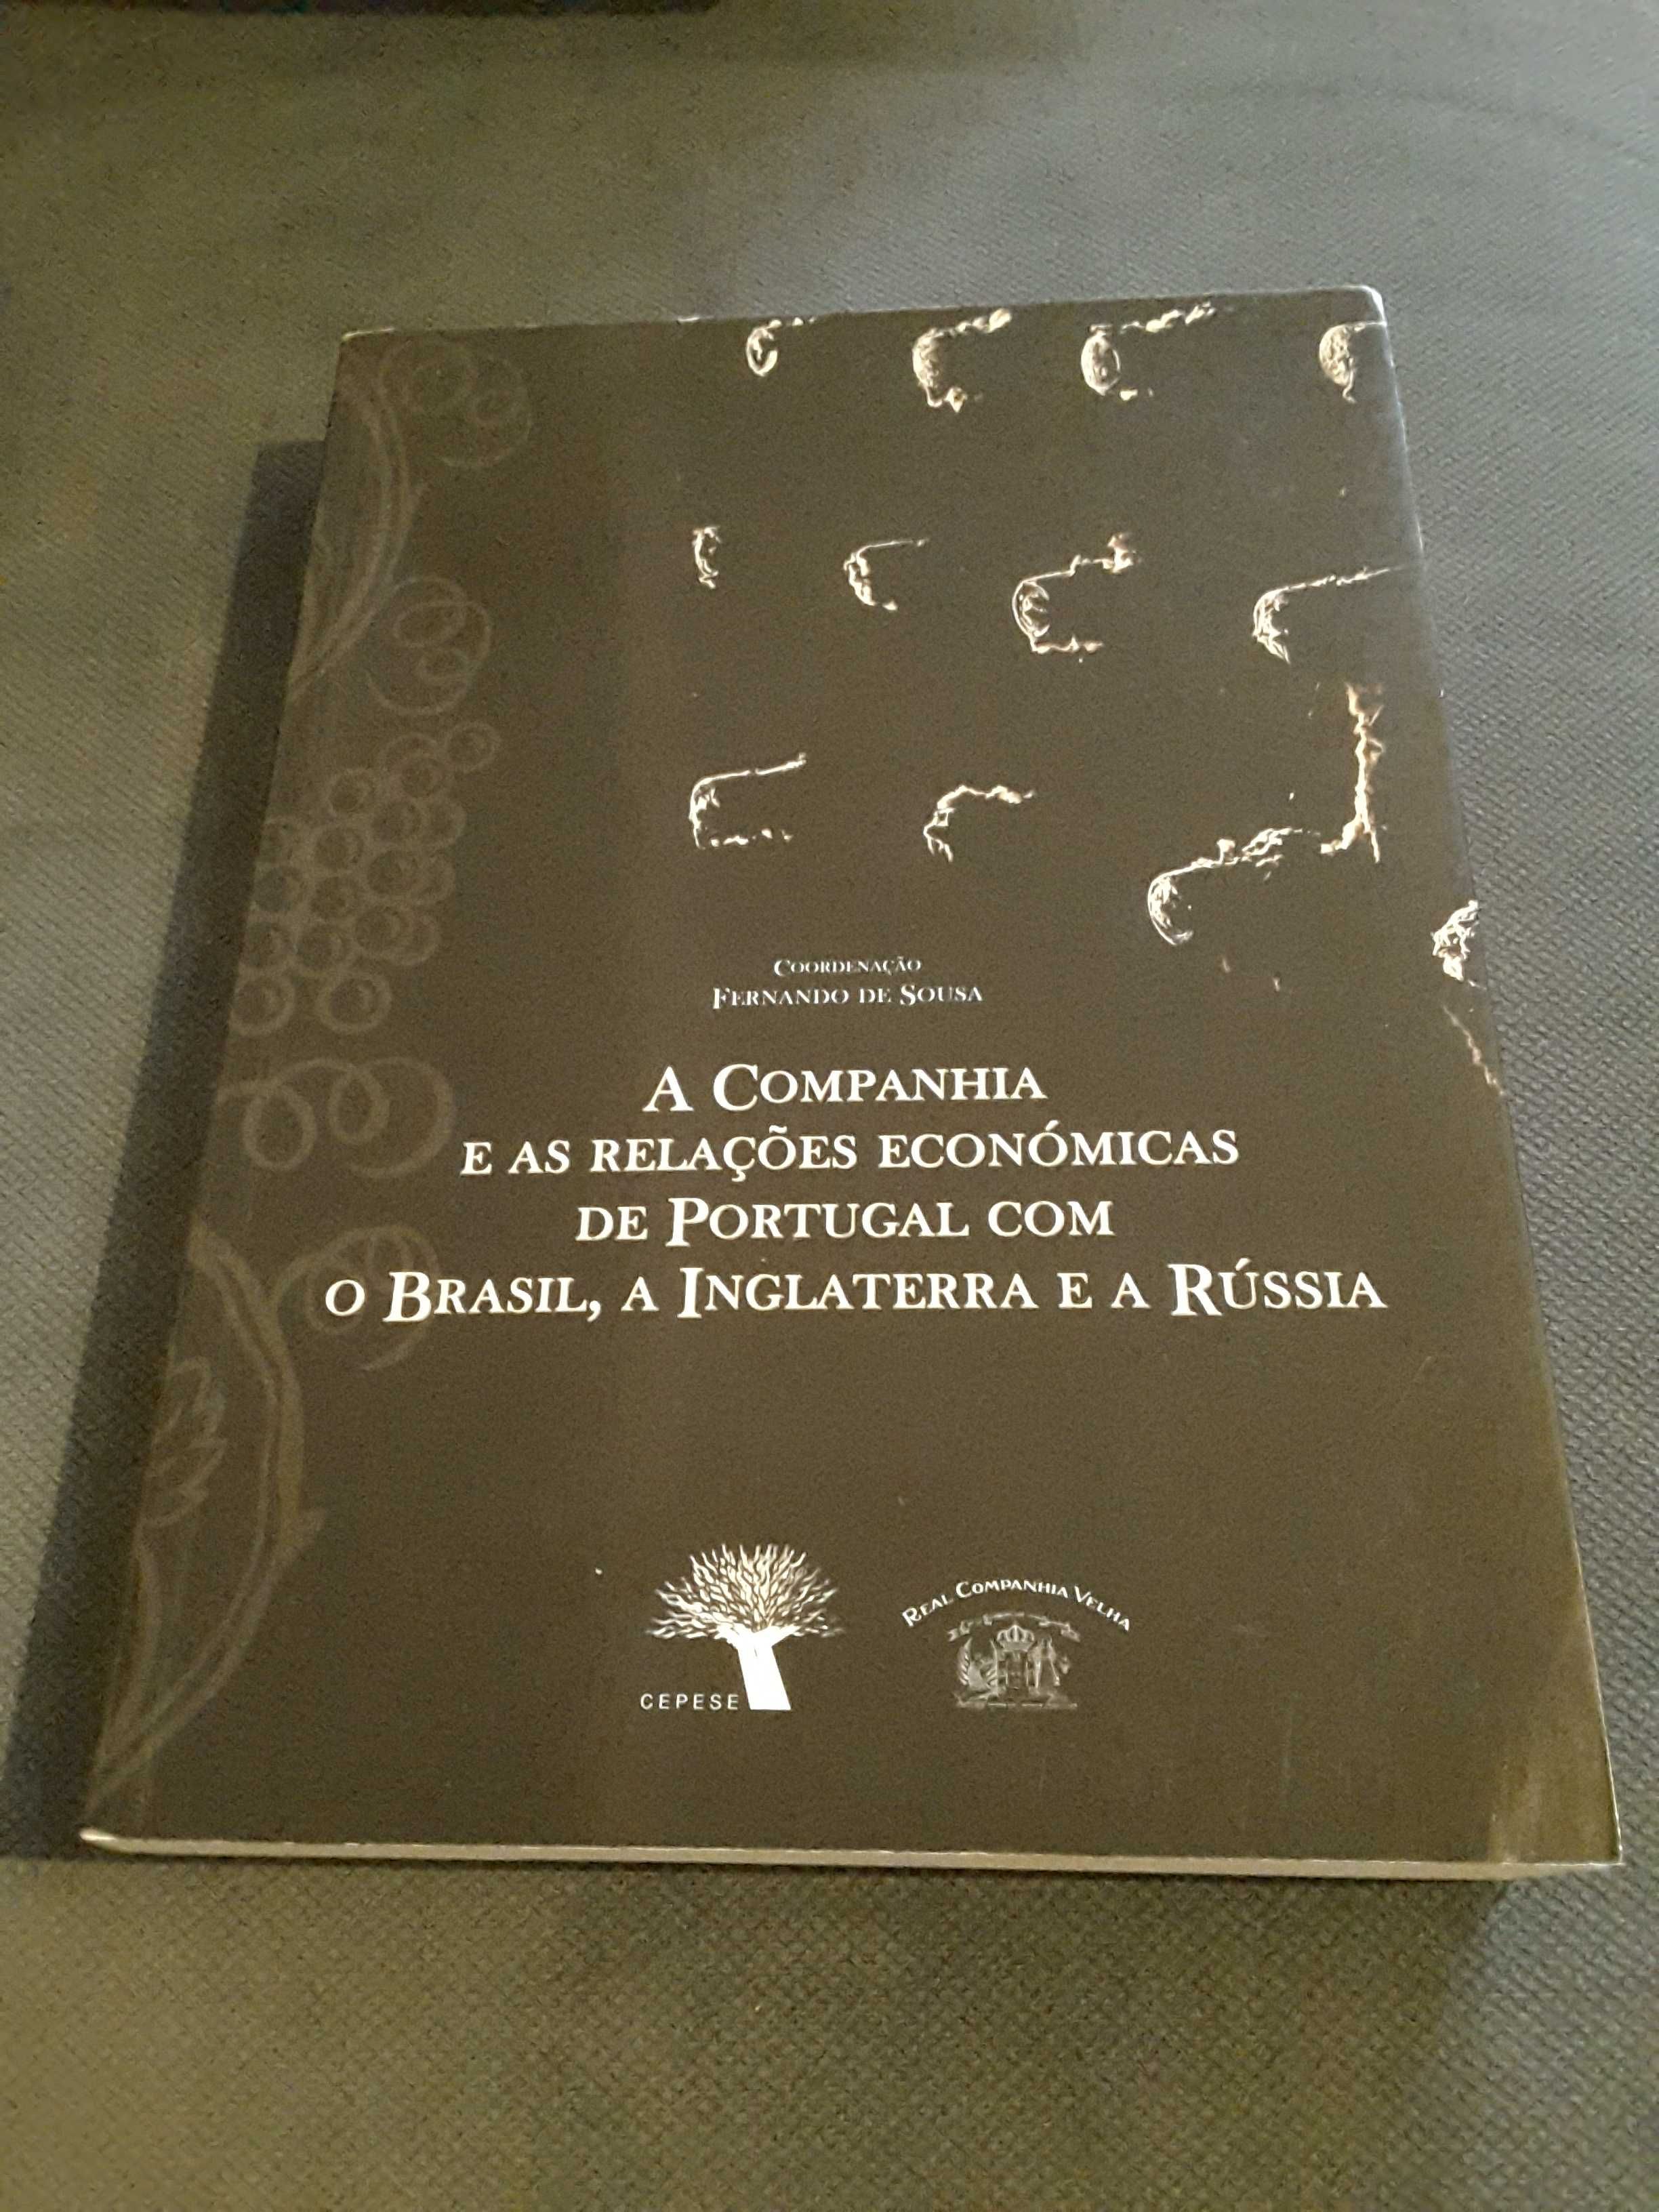 Coordenação
Fernando de Sousa
A Companhia
e as relações económicas
de Portugal com
o Brasil, a Inglaterra e a Rússia
Real Companhia Velha
CEPESE